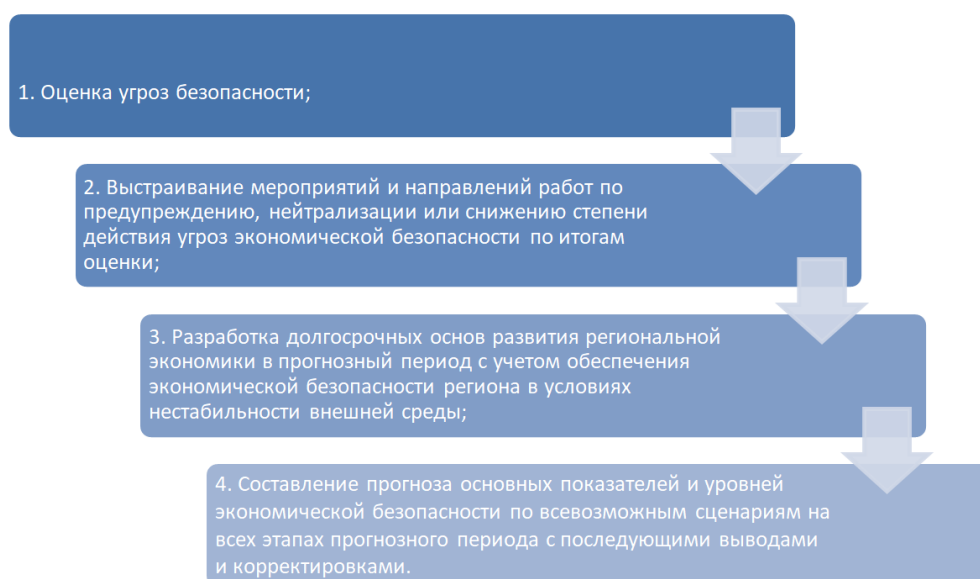 1. Оценка угроз безопасности;
2. Выстраивание мероприятий и направлений работ по
предупреждению, нейтрализации или снижению степени
действия угроз экономической безопасности по итогам
оценки;
3. Разработка долгосрочных основ развития региональной
экономики в прогнозный период с учетом обеспечения
экономической безопасности региона в условиях
нестабильности внешней среды;
4. Составление прогноза основных показателей и уровней
экономической безопасности по всевозможным сценариям на
всех этапах прогнозного периода с последующими выводами
и корректировками.